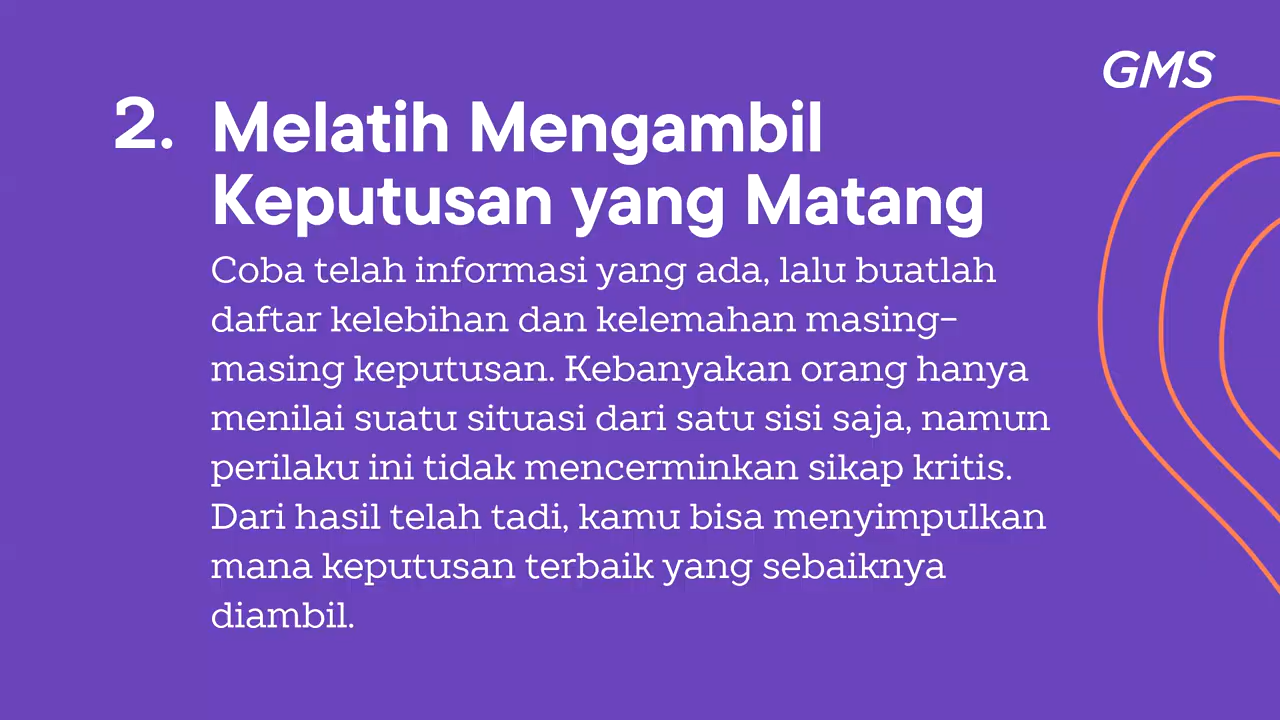 GMS
2. Melatih Mengambil
Keputusan yang Matang
Coba telah informasi yang ada, lalu buatlah
daftar kelebihan dan kelemahan masing-
masing keputusan. Kebanyakan orang hanya
menilai suatu situasi dari satu sisi saja, namun
perilaku ini tidak mencerminkan sikap kritis.
Dari hasil telah tadi, kamu bisa menyimpulkan
mana keputusan terbaik yang sebaiknya
diambil.